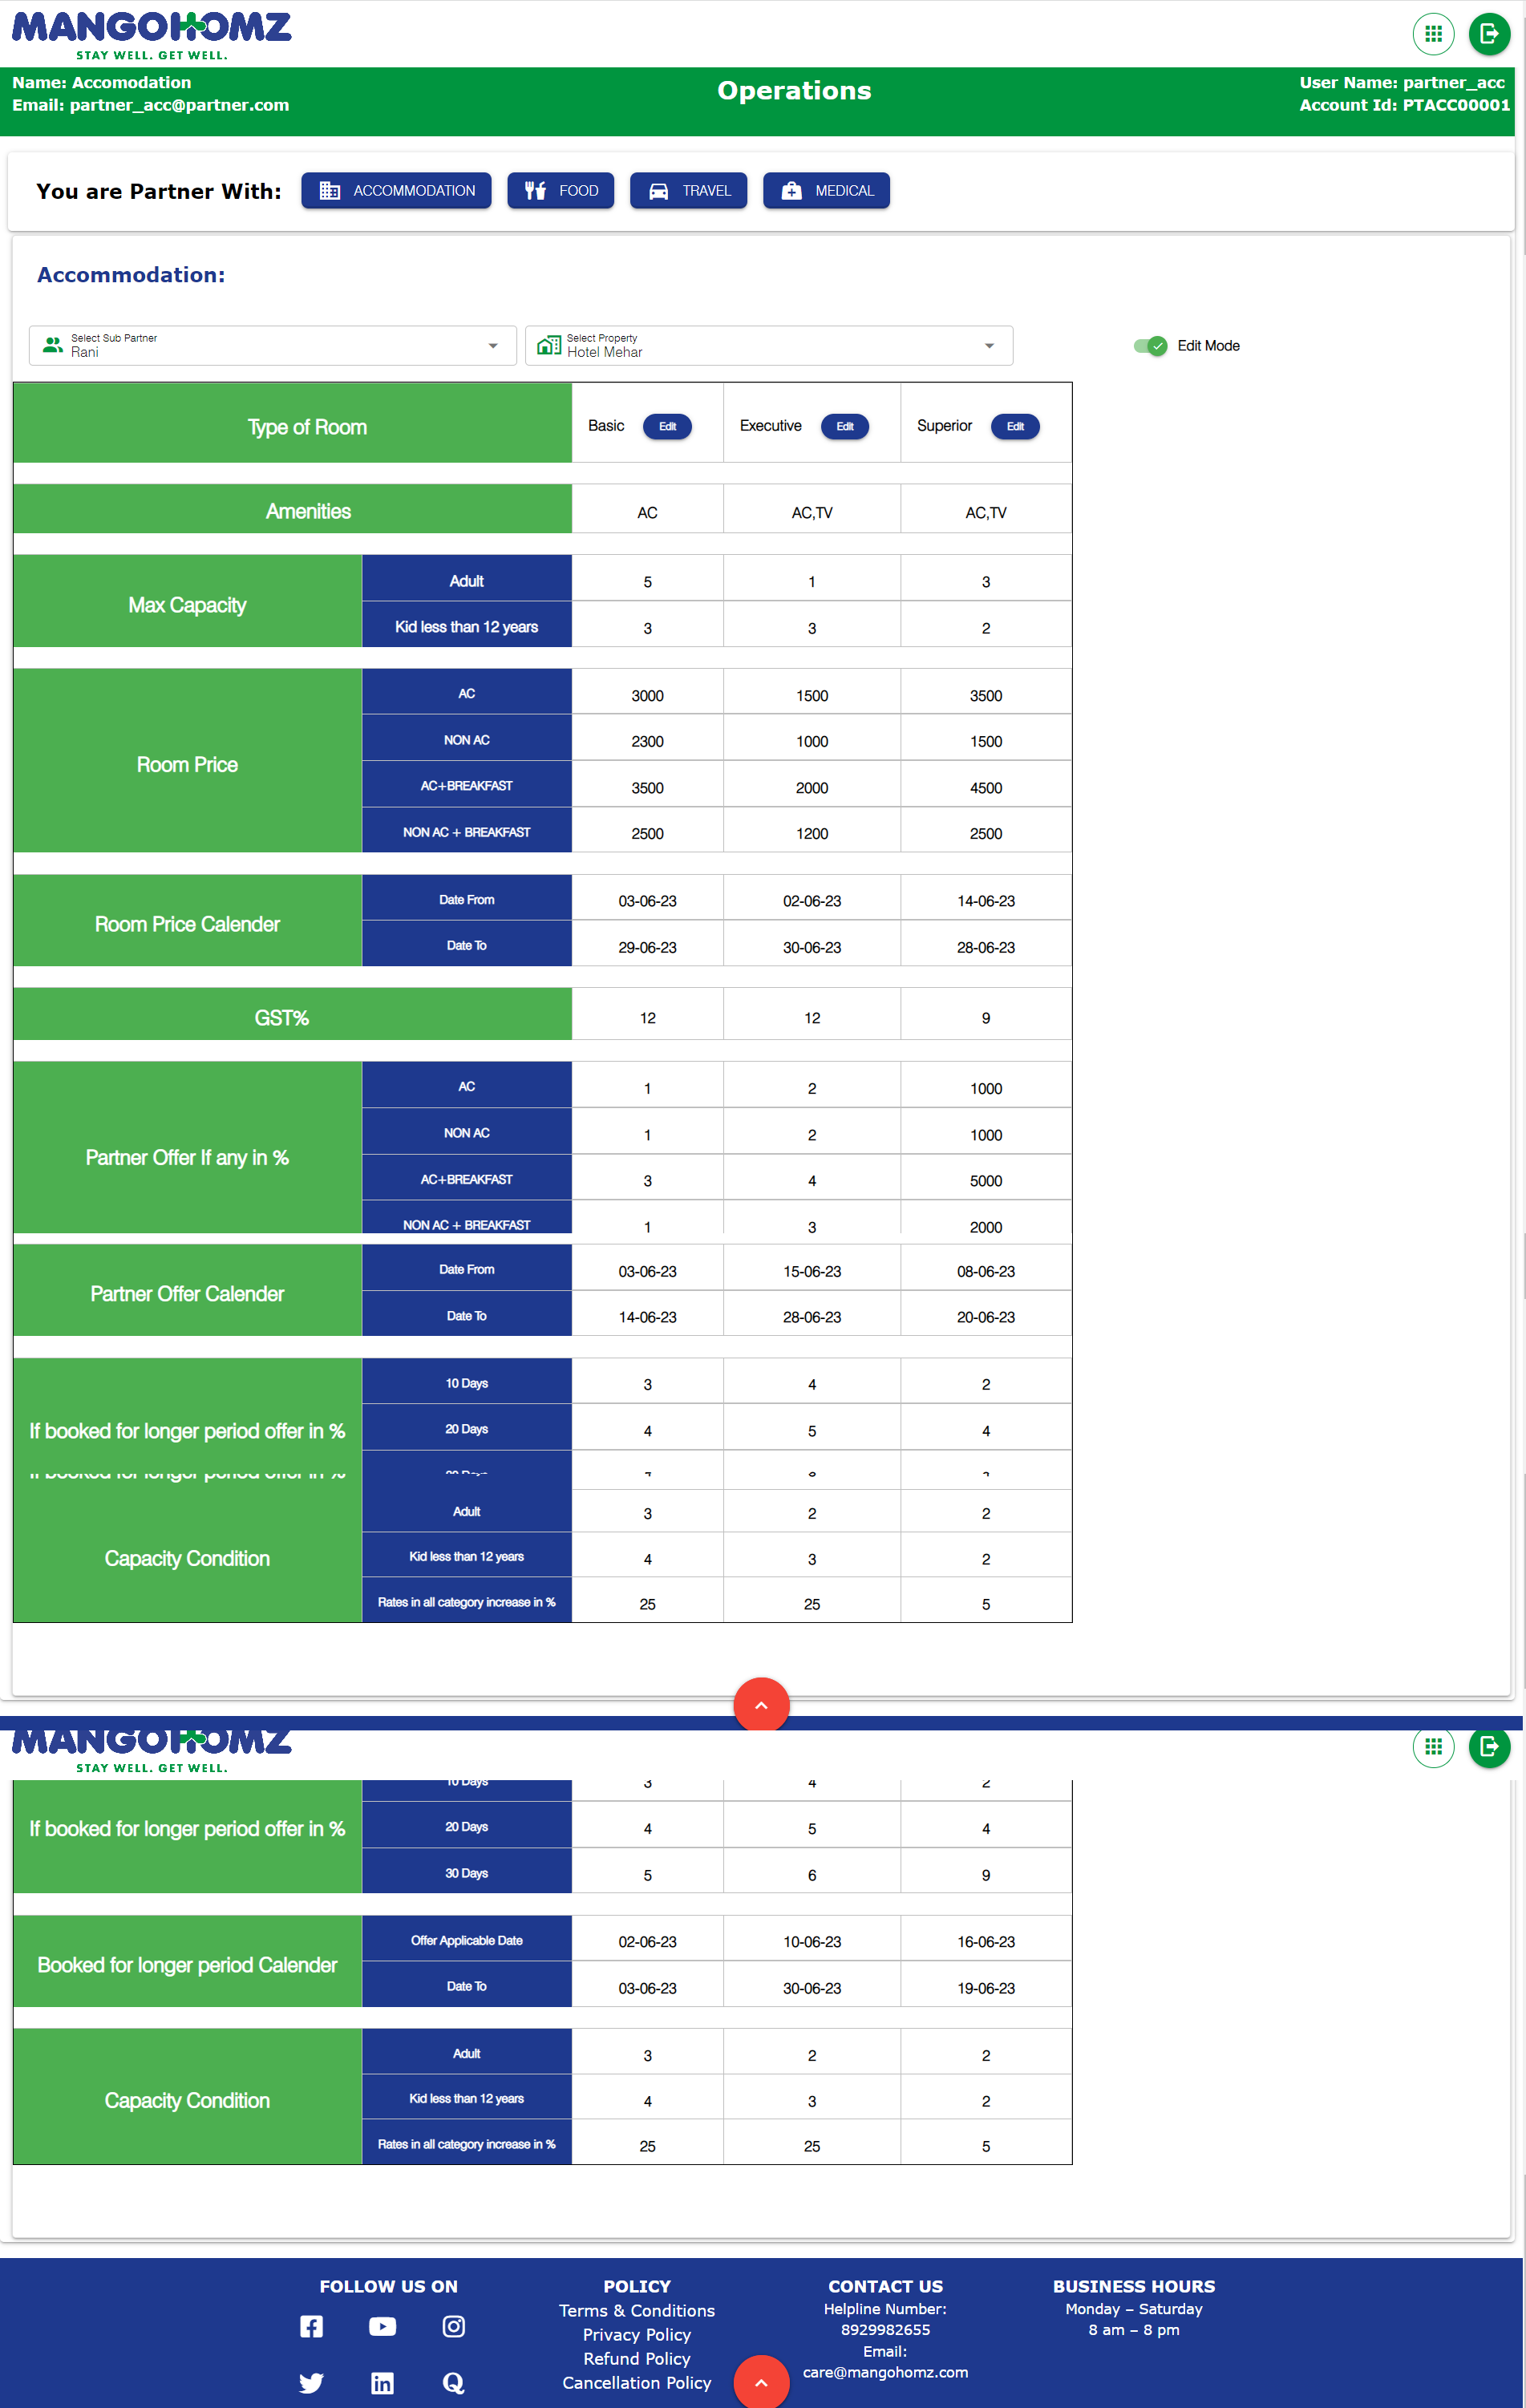 MANGOHOMZ
STAY WELL. GET WELL.
Name: Accomodation
Email: partner_acc@partner.com
Operations
User Name: partner_acc
Account Id: PTACC00001
You are Partner With: ACCOMMODATION FOOD TRAVEL MEDICAL
Accommodation:
Select Sub Partner
Rani
Select Property
Hotel Mehar
Edit Mode
Type of Room Basic Edit Executive Edit Superior Edit
Amenities AC AC,TV AC,TV
Max Capacity
Adult 5 1 3
Kid less than 12 years 3 3 2
Room Price
AC 3000 1500 3500
NON AC 2300 1000 1500
AC+BREAKFAST 3500 2000 4500
NON AC + BREAKFAST 2500 1200 2500
Room Price Calender
Date From 03-06-23 02-06-23 14-06-23
Date To 29-06-23 30-06-23 28-06-23
GST% 12 12 9
Partner Offer If any in %
AC 1 2 1000
NON AC 1 2 1000
AC+BREAKFAST 3 4 5000
NON AC + BREAKFAST 1 3 2000
Partner Offer Calender
Date From 03-06-23 15-06-23 08-06-23
Date To 14-06-23 28-06-23 20-06-23
If booked for longer period offer in %
10 Days 3 4 2
20 Days 4 5 4
If booked for longer period offer in %
Capacity Condition
Adult 3 2 2
Kid less than 12 years 4 3 2
Rates in all category increase in % 25 25 5
MANGOHOMZ
STAY WELL. GET WELL.
If booked for longer period offer in %
10 Days 3 4 2
20 Days 4 5 4
30 Days 5 6 9
Booked for longer period Calender
Offer Applicable Date 02-06-23 10-06-23 16-06-23
Date To 03-06-23 30-06-23 19-06-23
Capacity Condition
Adult 3 2 2
Kid less than 12 years 4 3 2
Rates in all category increase in % 25 25 5
FOLLOW US ON
POLICY
Terms & Conditions
Privacy Policy
Refund Policy
Cancellation Policy
CONTACT US
Helpline Number:
8929982655
Email:
care@mangohomz.com
BUSINESS HOURS
Monday – Saturday
8 am – 8 pm